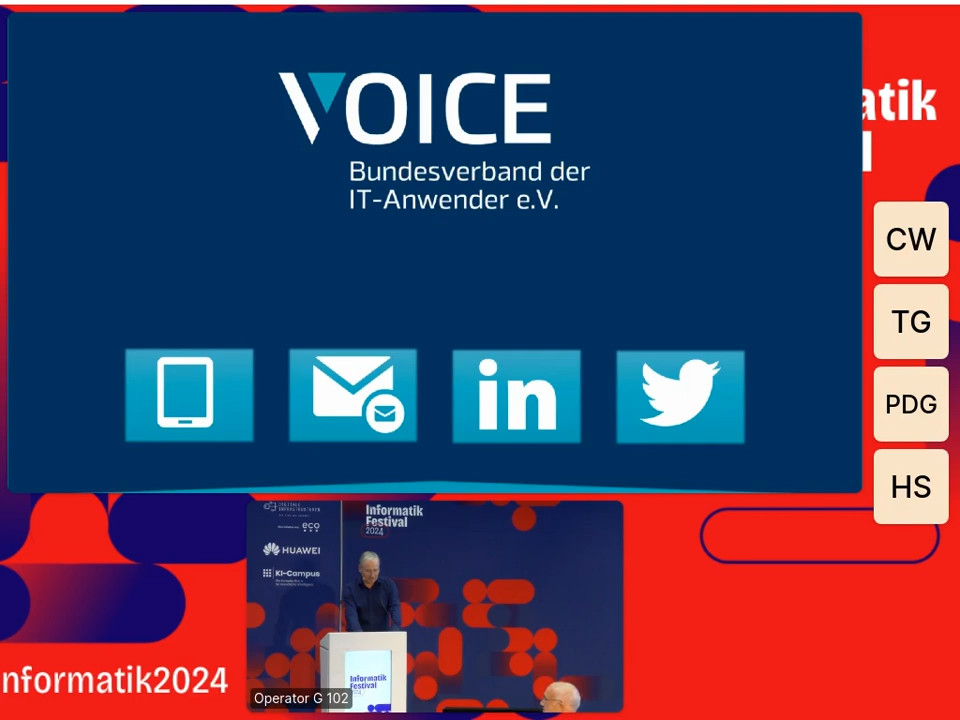 VOICE
Bundesverband der
IT-Anwender e.V.
atik
CW
TG
PDG
HS
in
Informatik
Festival
2024
eco
HUAWEI
KI-Campus
Informatik
Festival
Operator G 102
nformatik2024